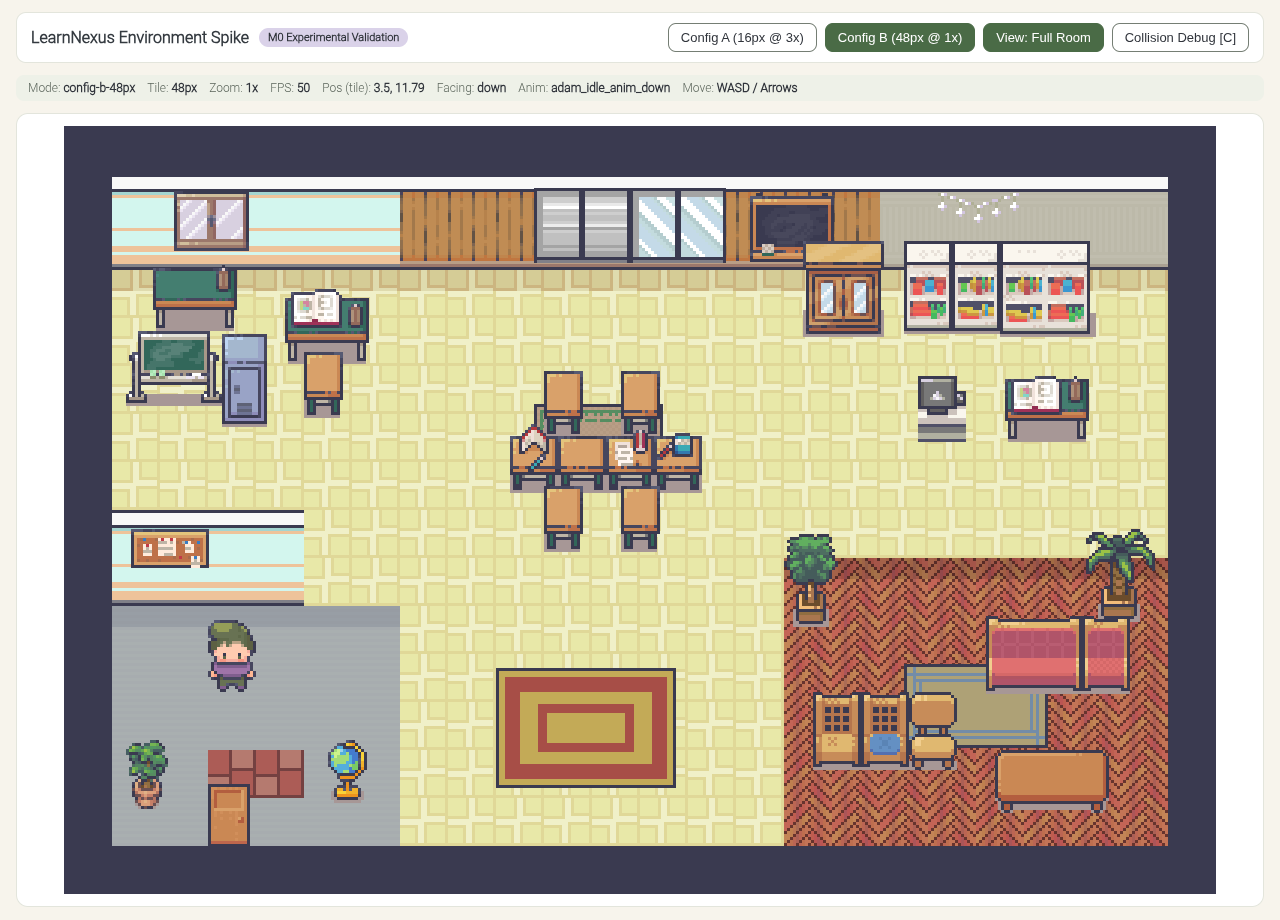 LearnNexus Environment Spike
M0 Experimental Validation
Config A (16px @ 3x)
Config B (48px @ 1x)
View: Full Room
Collision Debug [C]
Mode: config-b-48px Tile: 48px Zoom: 1x FPS: 50 Pos (tile): 3.5, 11.79 Facing: down Anim: adam_idle_anim_down Move: WASD / Arrows